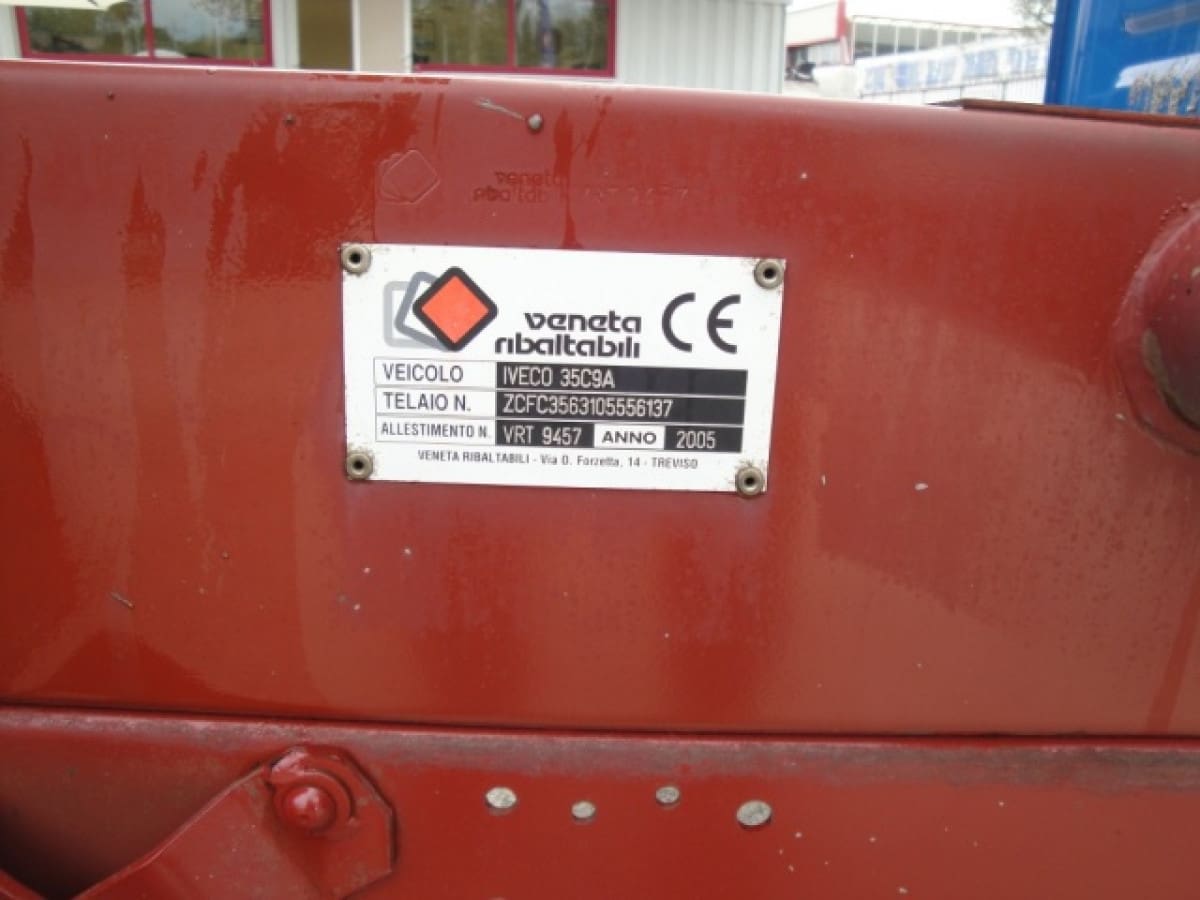 veneta
veneta
ribaltabili
CE
VEICOLO IVECO 35C9A
TELAIO N. ZCFC3563105556137
ALLESTIMENTO N. VRT 9457 ANNO 2005
VENETA RIBALTABILI - Via O. Forzetta, 14 - TREVISO